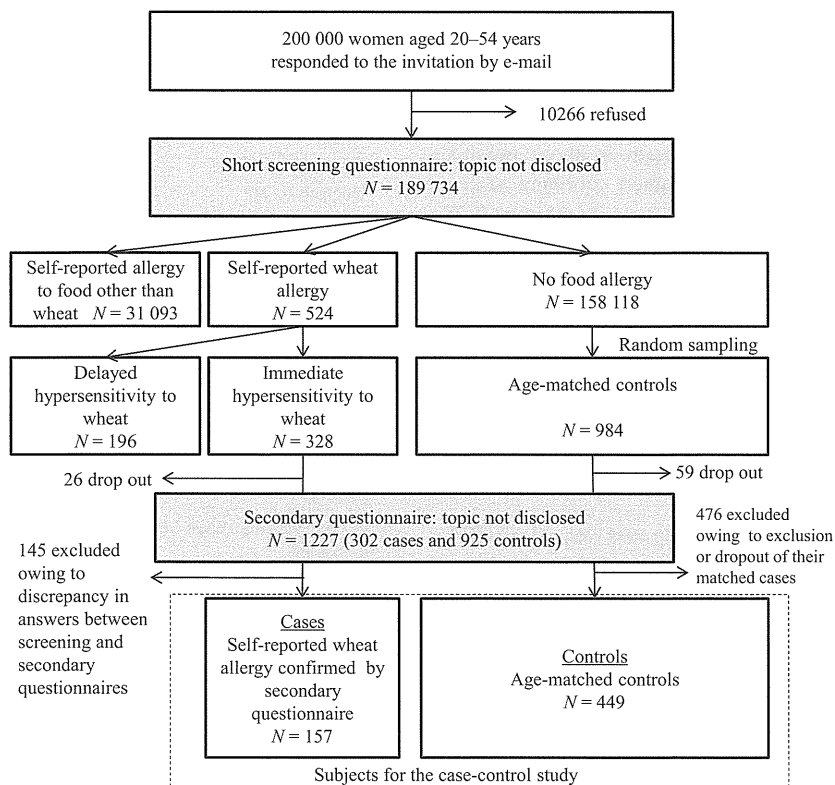 200 000 women aged 20–54 years
responded to the invitation by e-mail
10266 refused
Short screening questionnaire: topic not disclosed
N = 189 734
Self-reported allergy
to food other than
wheat N = 31 093
Self-reported wheat
allergy
N = 524
No food allergy
N = 158 118
Random sampling
Delayed
hypersensitivity to
wheat
N = 196
Immediate
hypersensitivity to
wheat
N = 328
Age-matched controls
N = 984
26 drop out
59 drop out
Secondary questionnaire: topic not disclosed
N = 1227 (302 cases and 925 controls)
145 excluded
owing to
discrepancy in
answers between
screening and
secondary
questionnaires
476 excluded
owing to exclusion
or dropout of their
matched cases
Cases
Self-reported wheat
allergy confirmed by
secondary
questionnaire
N = 157
Controls
Age-matched controls
N = 449
Subjects for the case-control study